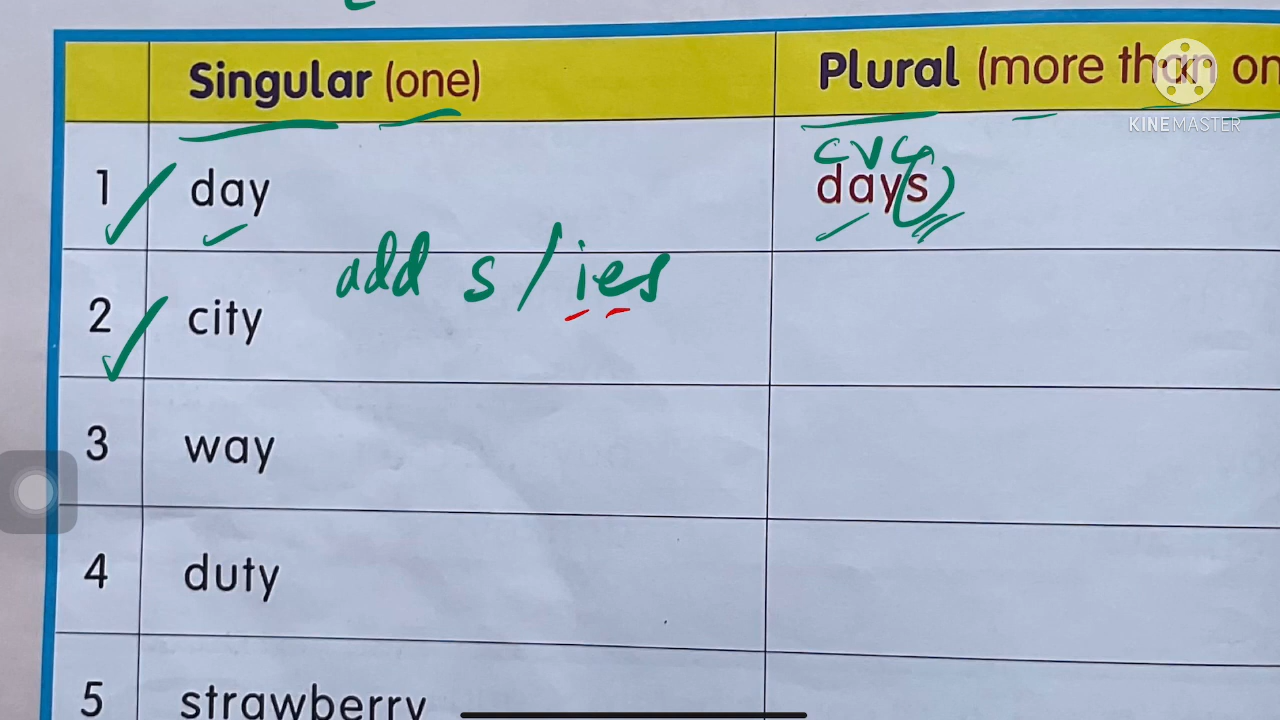 Singular (one) Plural (more than on
KINEMASTER
cvc
1 day days
add s/ies
2 city
3 way
4 duty
5 strawberry